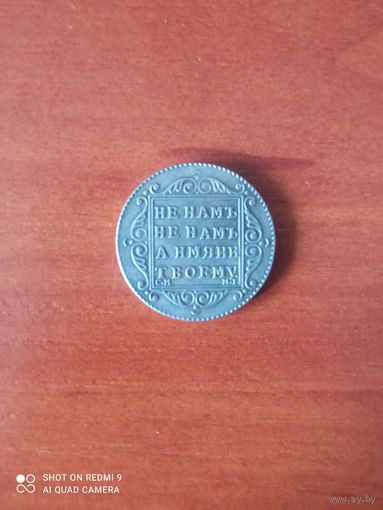 НЕ НАМЪ
НЕ НАМЪ
А ИМЯНИ
ТВОЕМУ
С.М
SHOT ON REDMI 9
AI QUAD CAMERA
www.ay.by